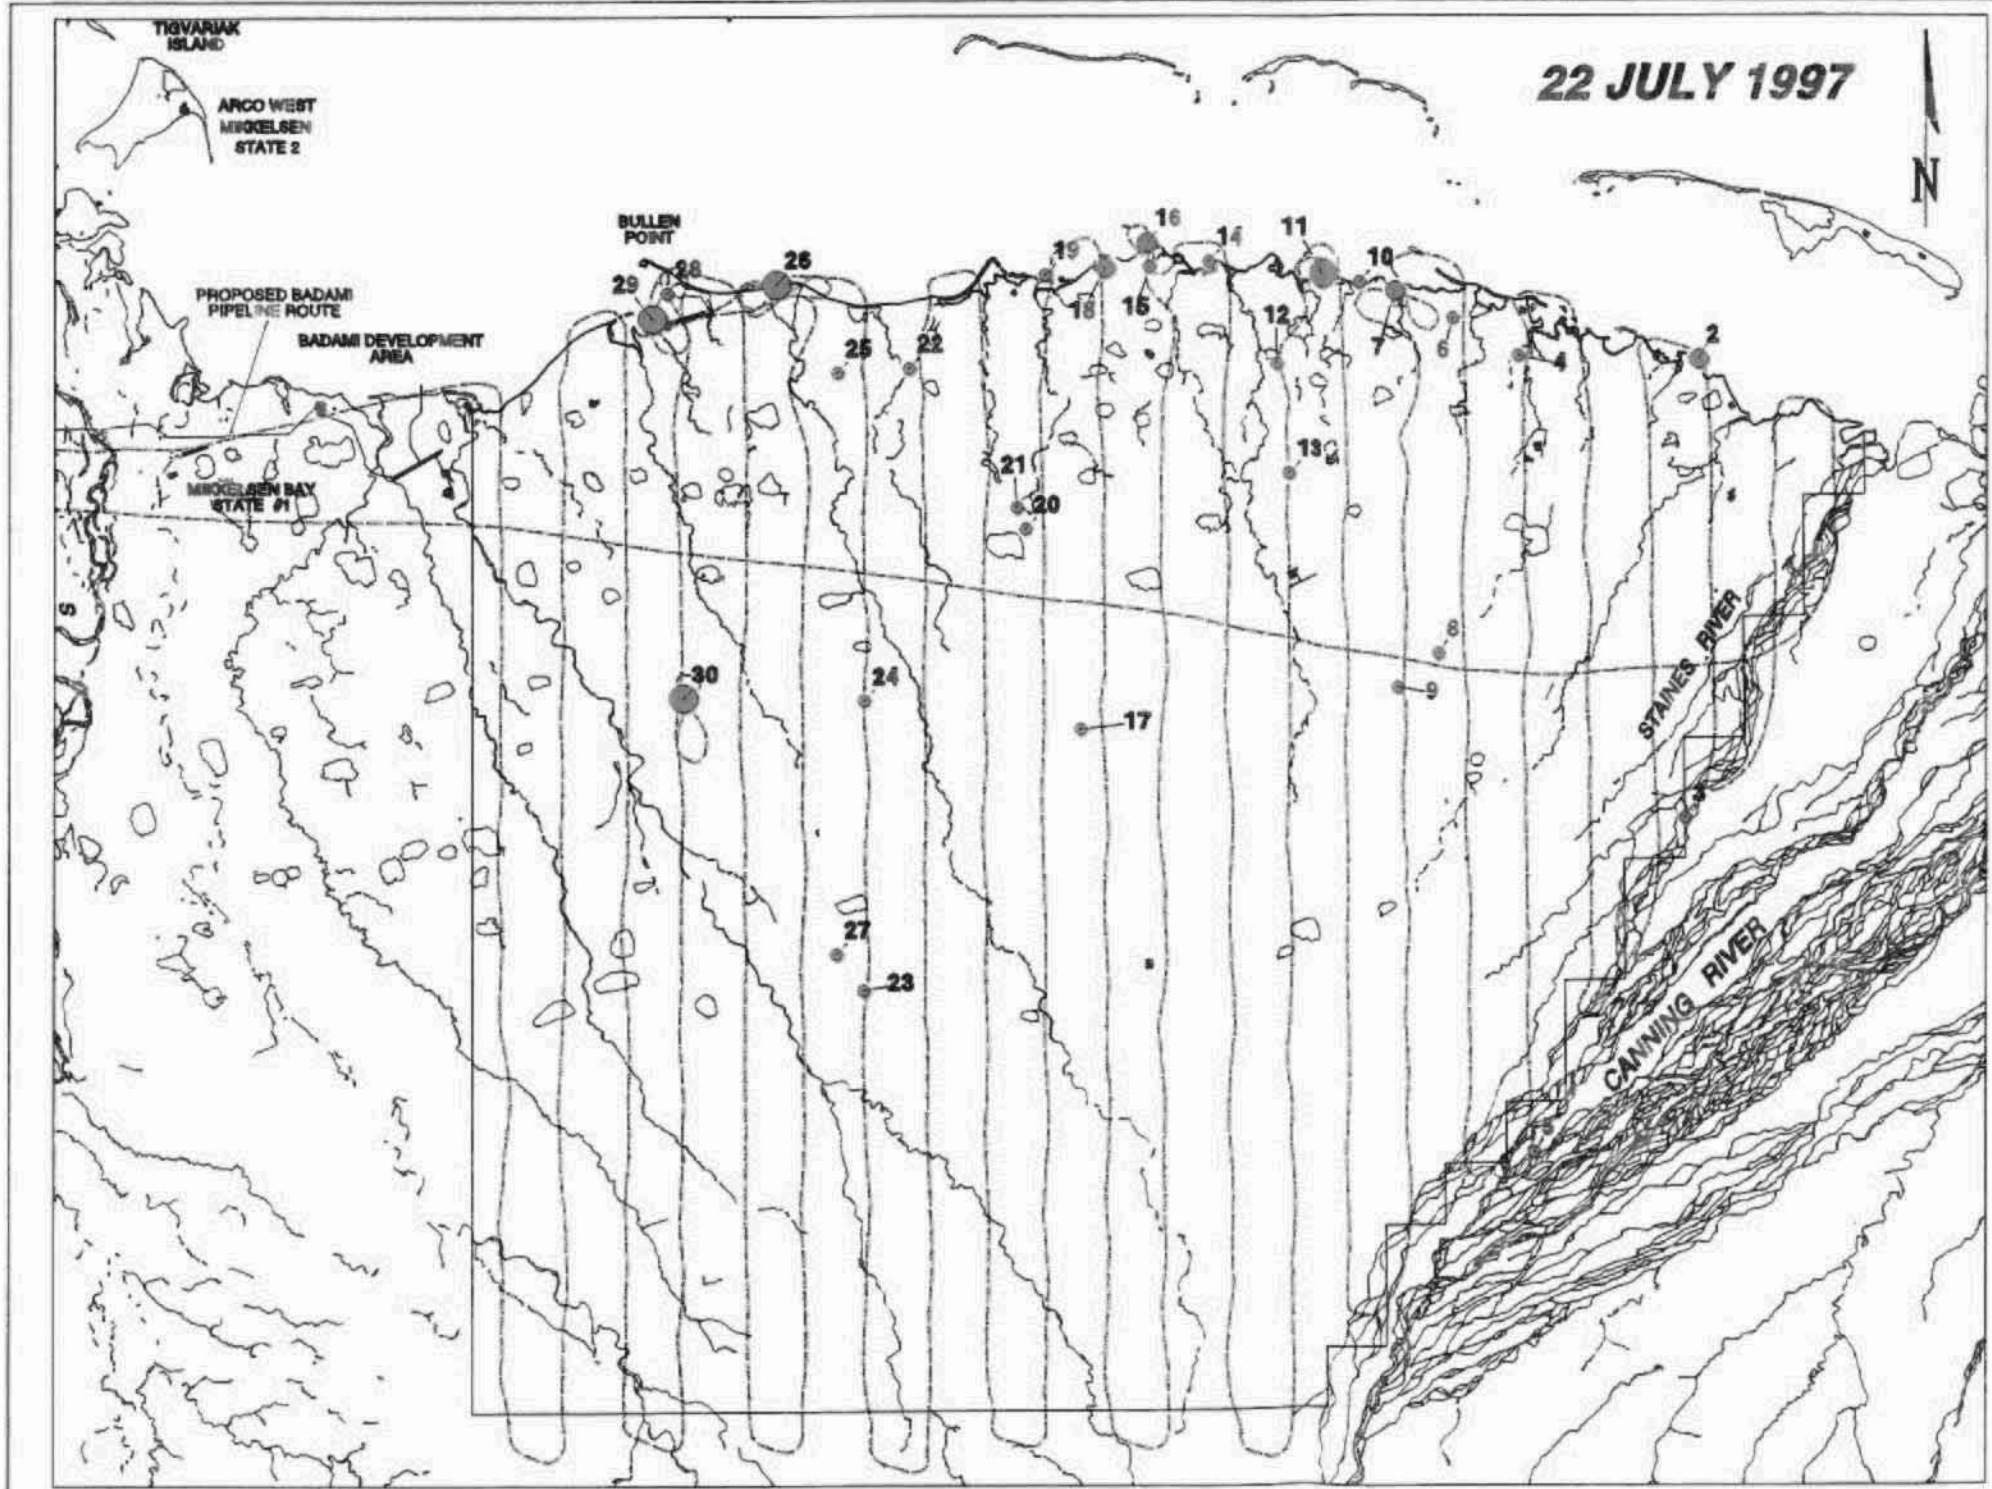 TIGVARIAK
ISLAND
ARCO WEST
MIKKELSEN
STATE 2
22 JULY 1997
N
BULLEN
POINT
PROPOSED BADAMI
PIPELINE ROUTE
BADAMI DEVELOPMENT
AREA
MIKKELSEN BAY
STATE #1
29
28
26
19
18
16
15
14
11
10
12
7
6
4
2
25
22
13
21
20
8
9
30
24
17
3
27
23
5
S
STAINES RIVER
CANNING RIVER